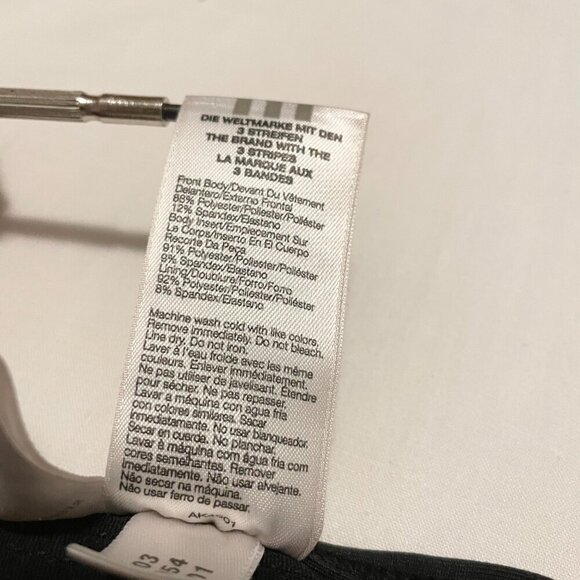 DIE WELTMARKE MIT DEN
3 STREIFEN
THE BRAND WITH THE
3 STRIPES
LA MARQUE AUX
3 BANDES
Front Body/Devant Du Vêtement
Delantero/Externo Frontal
88% Polyester/Poliester/Poliéster
12% Spandex/Elastano
Body Insert/Empiecement Sur
Le Corps/Inserto En El Cuerpo
Recorte Da Peça
91% Polyester/Poliester/Poliéster
9% Spandex/Elastano
Lining/Doublure/Forro/Forro
92% Polyester/Poliester/Poliéster
8% Spandex/Elastano
Machine wash cold with like colors.
Remove immediately. Do not bleach.
Line dry. Do not iron.
Laver à l'eau froide avec les même
couleurs. Enlever immédiatement.
Ne pas utiliser de javelisant. Étendre
pour sécher. Ne pas repasser.
Lavar a máquina con agua fria
con colores similares. Sacar
inmediatamente. No usar blanqueador.
Secar en cuerda. No planchar.
Lavar à máquina com água fria com
cores semelhantes. Remover
imediatamente. Não usar alvejante.
Não secar na máquina.
Não usar ferro de passar.
03
54
01